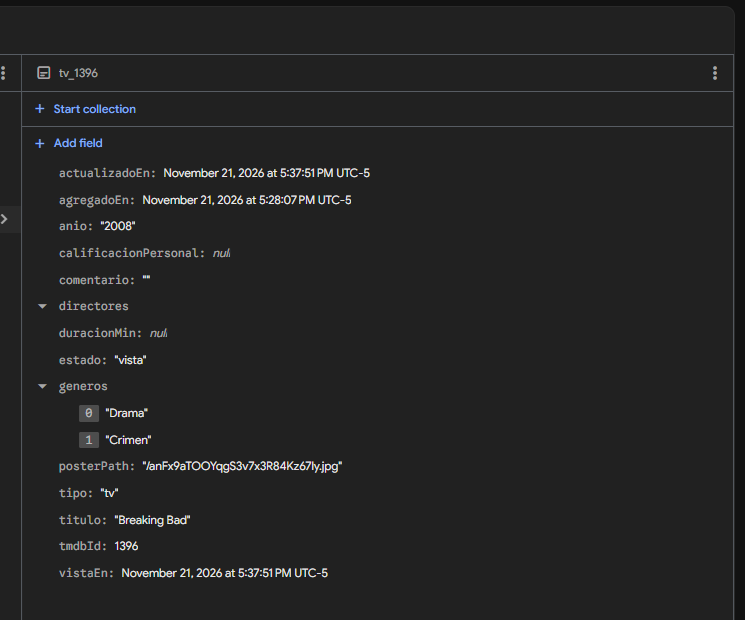 tv_1396
+ Start collection
+ Add field
actualizadoEn: November 21, 2026 at 5:37:51 PM UTC-5
agregadoEn: November 21, 2026 at 5:28:07 PM UTC-5
anio: "2008"
calificacionPersonal: null
comentario: ""
directores
duracionMin: null
estado: "vista"
generos
0 "Drama"
1 "Crimen"
posterPath: "/anFx9aTOOYqgS3v7x3R84Kz67ly.jpg"
tipo: "tv"
titulo: "Breaking Bad"
tmdbId: 1396
vistaEn: November 21, 2026 at 5:37:51 PM UTC-5